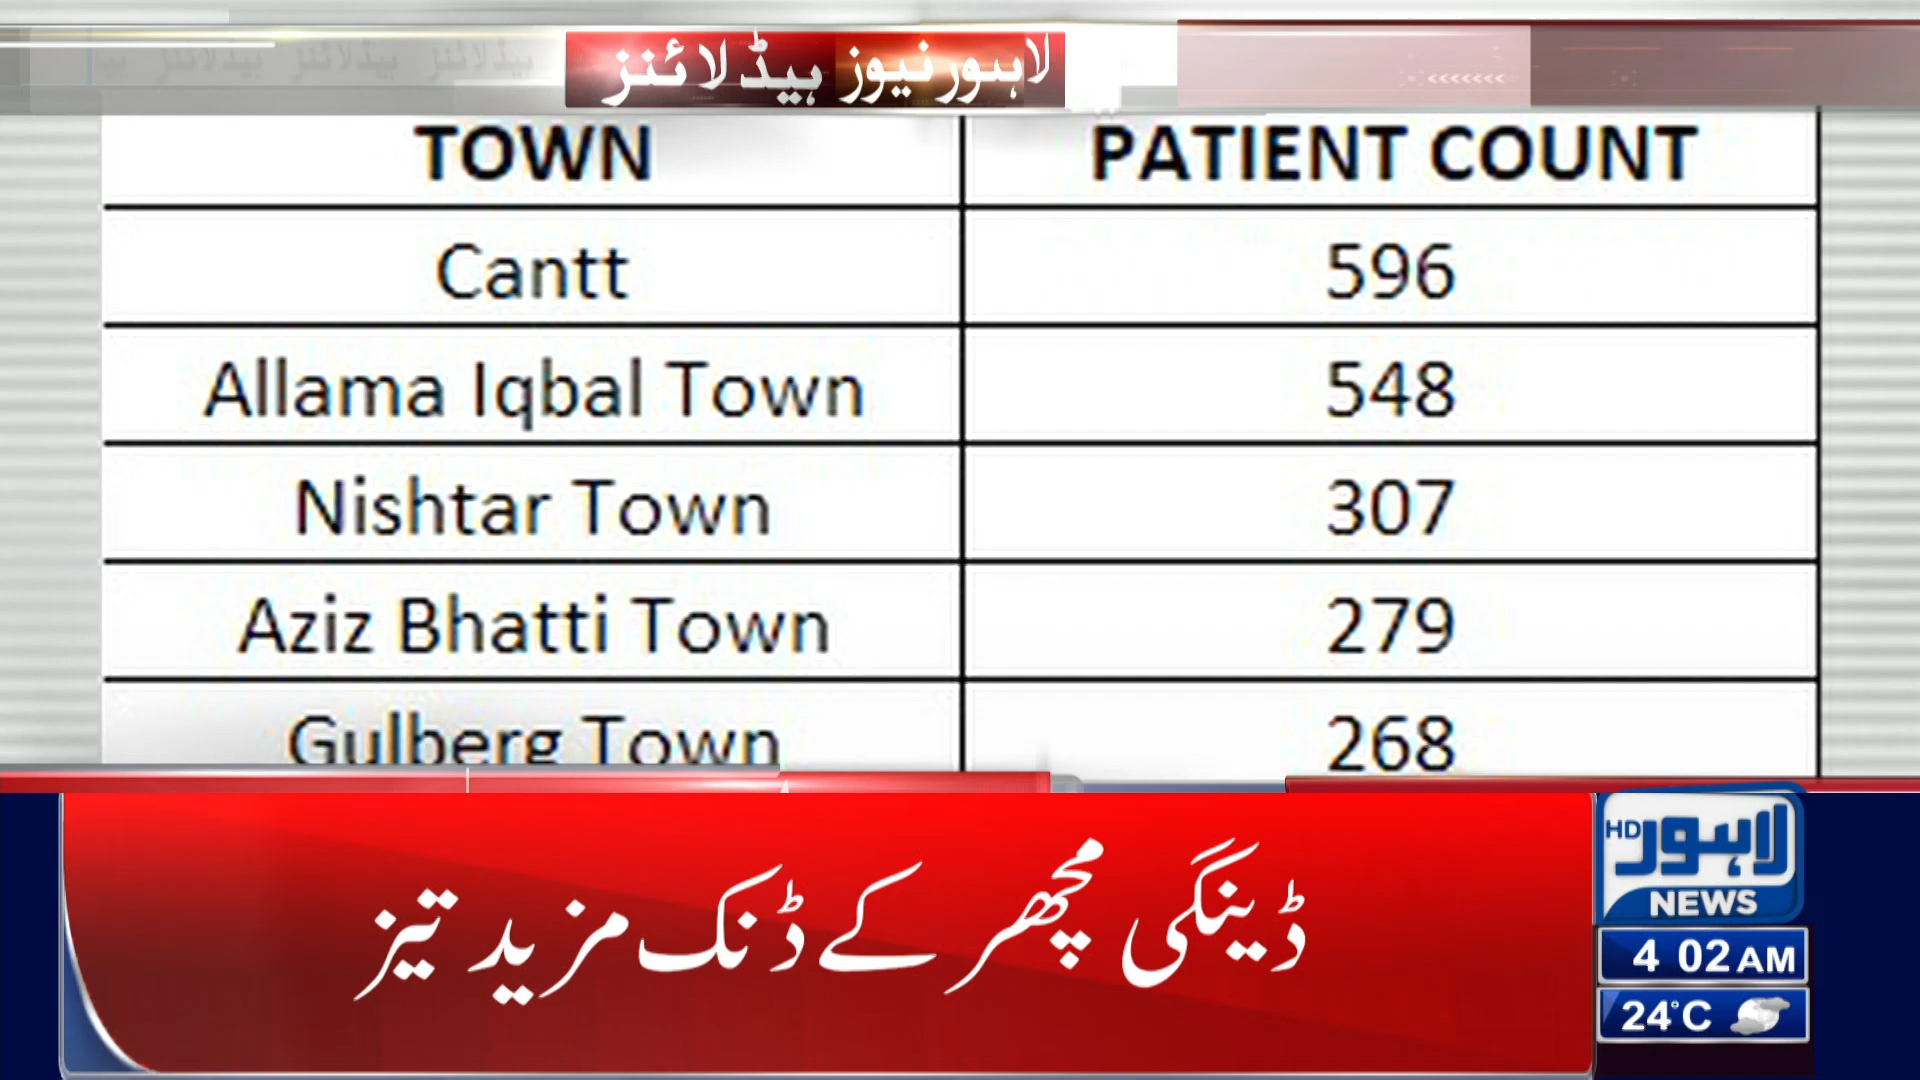 لاہور نیوز ہیڈ لائنز
TOWN PATIENT COUNT
Cantt 596
Allama Iqbal Town 548
Nishtar Town 307
Aziz Bhatti Town 279
Gulberg Town 268
ڈینگی مچھر کے ڈنک مزید تیز
لاہور HD
NEWS
4 02 AM
24°C